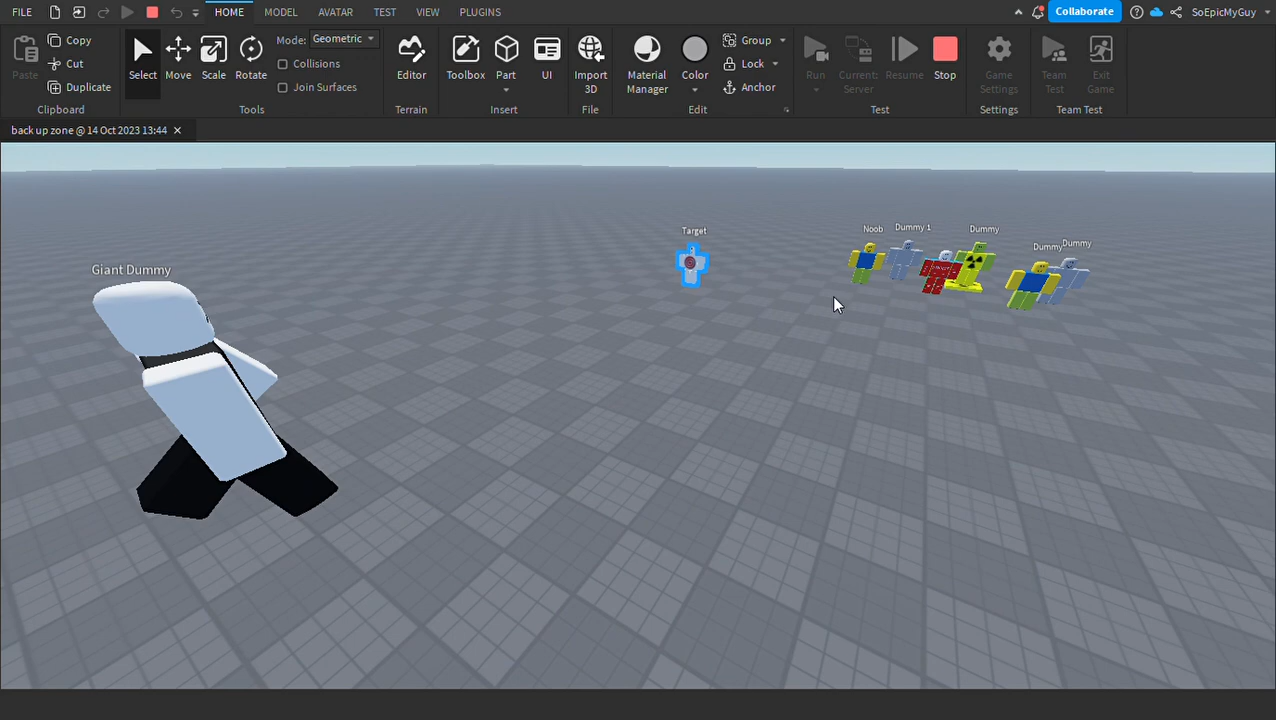 FILE HOME MODEL AVATAR TEST VIEW PLUGINS Collaborate SoEpicMyGuy
Paste
Copy
Cut
Duplicate
Clipboard
Select
Move
Scale
Rotate
Mode: Geometric
Collisions
Join Surfaces
Tools
Editor
Terrain
Toolbox
Part
UI
Insert
Import
3D
File
Material
Manager
Color
Group
Lock
Anchor
Edit
Run
Current:
Server
Resume
Stop
Test
Game
Settings
Settings
Team
Test
Exit
Game
Team Test
back up zone @ 14 Oct 2023 13:44
Giant Dummy
Target
Noob
Dummy 1
Dummy
Dummy
Dummy